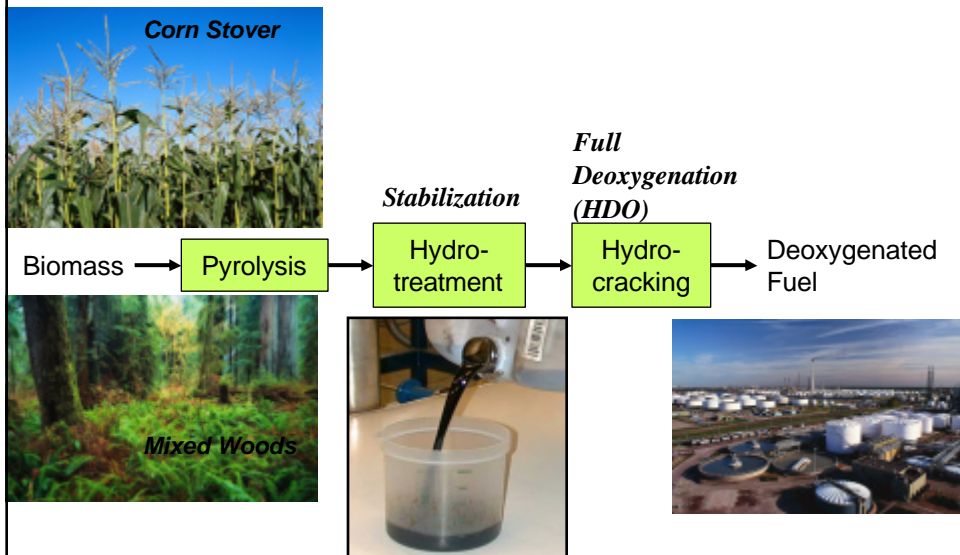 Corn Stover
Full
Deoxygenation
(HDO)
Stabilization
Biomass
Pyrolysis
Hydro-
treatment
Hydro-
cracking
Deoxygenated
Fuel
Mixed Woods